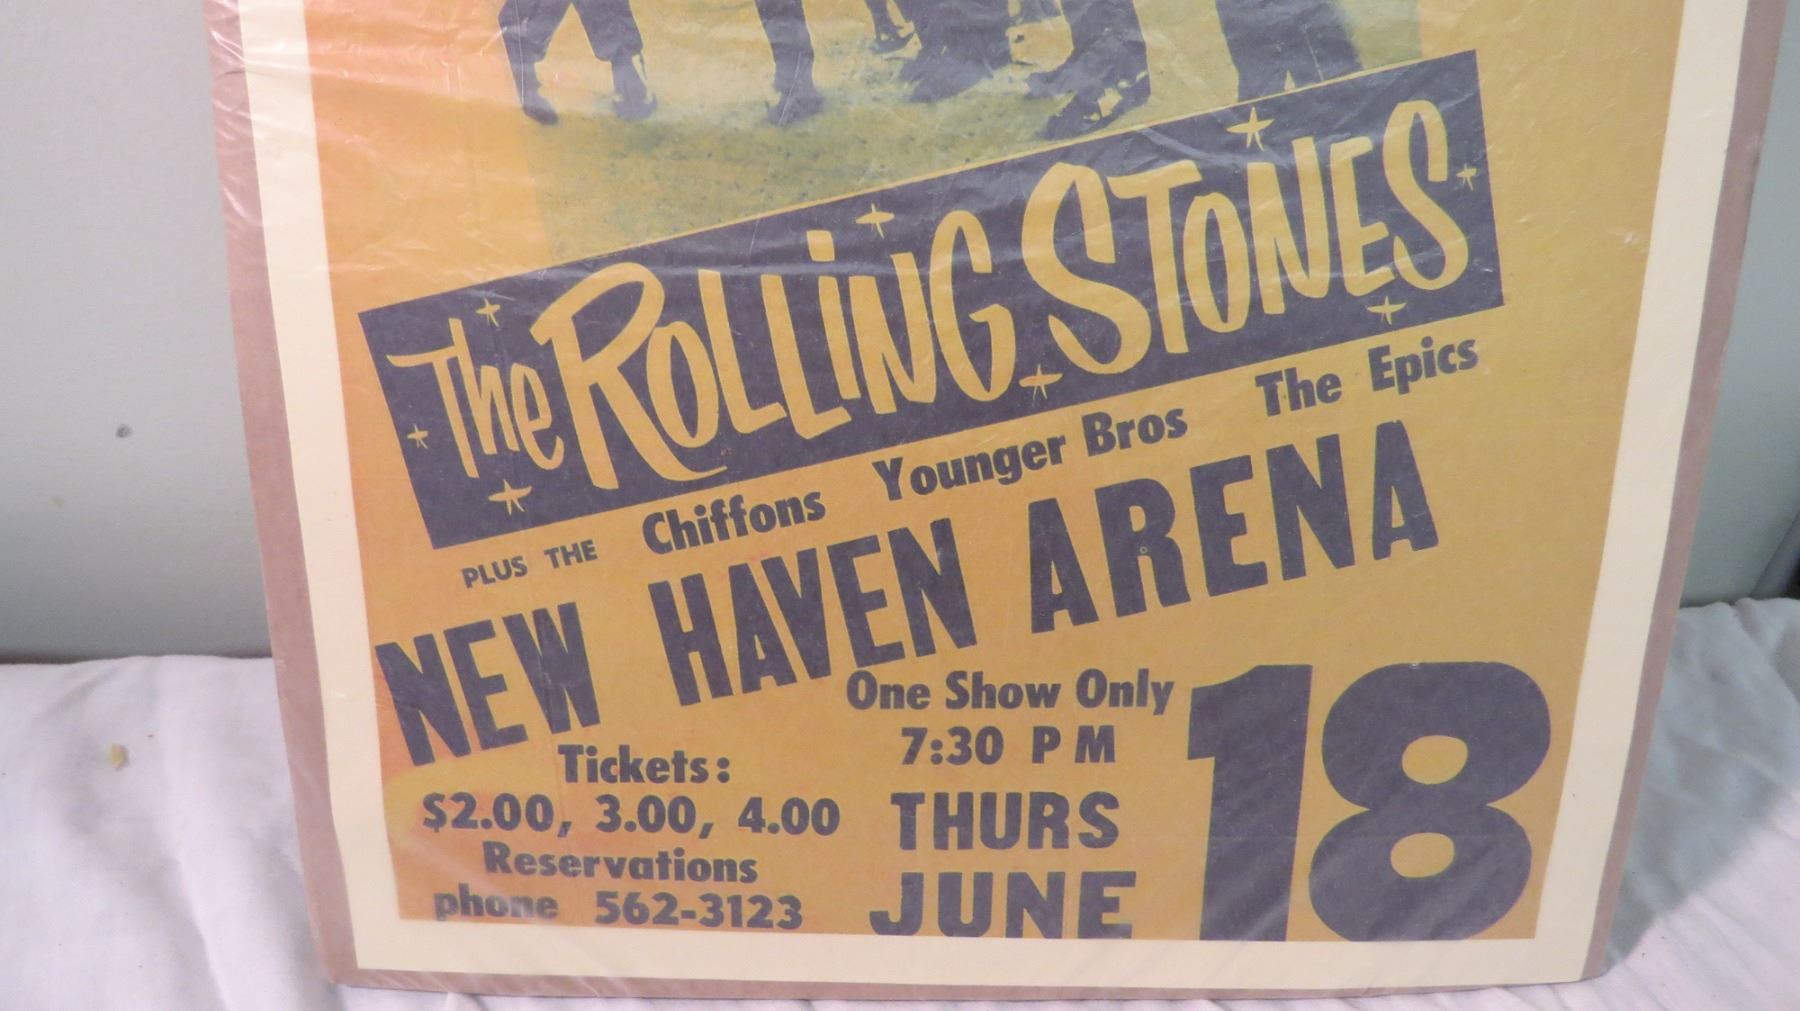 The ROLLiNG STONES
PLUS THE Chiffons Younger Bros The Epics
NEW HAVEN ARENA
One Show Only
7:30 PM
THURS
JUNE 18
Tickets:
$2.00, 3.00, 4.00
Reservations
phone 562-3123